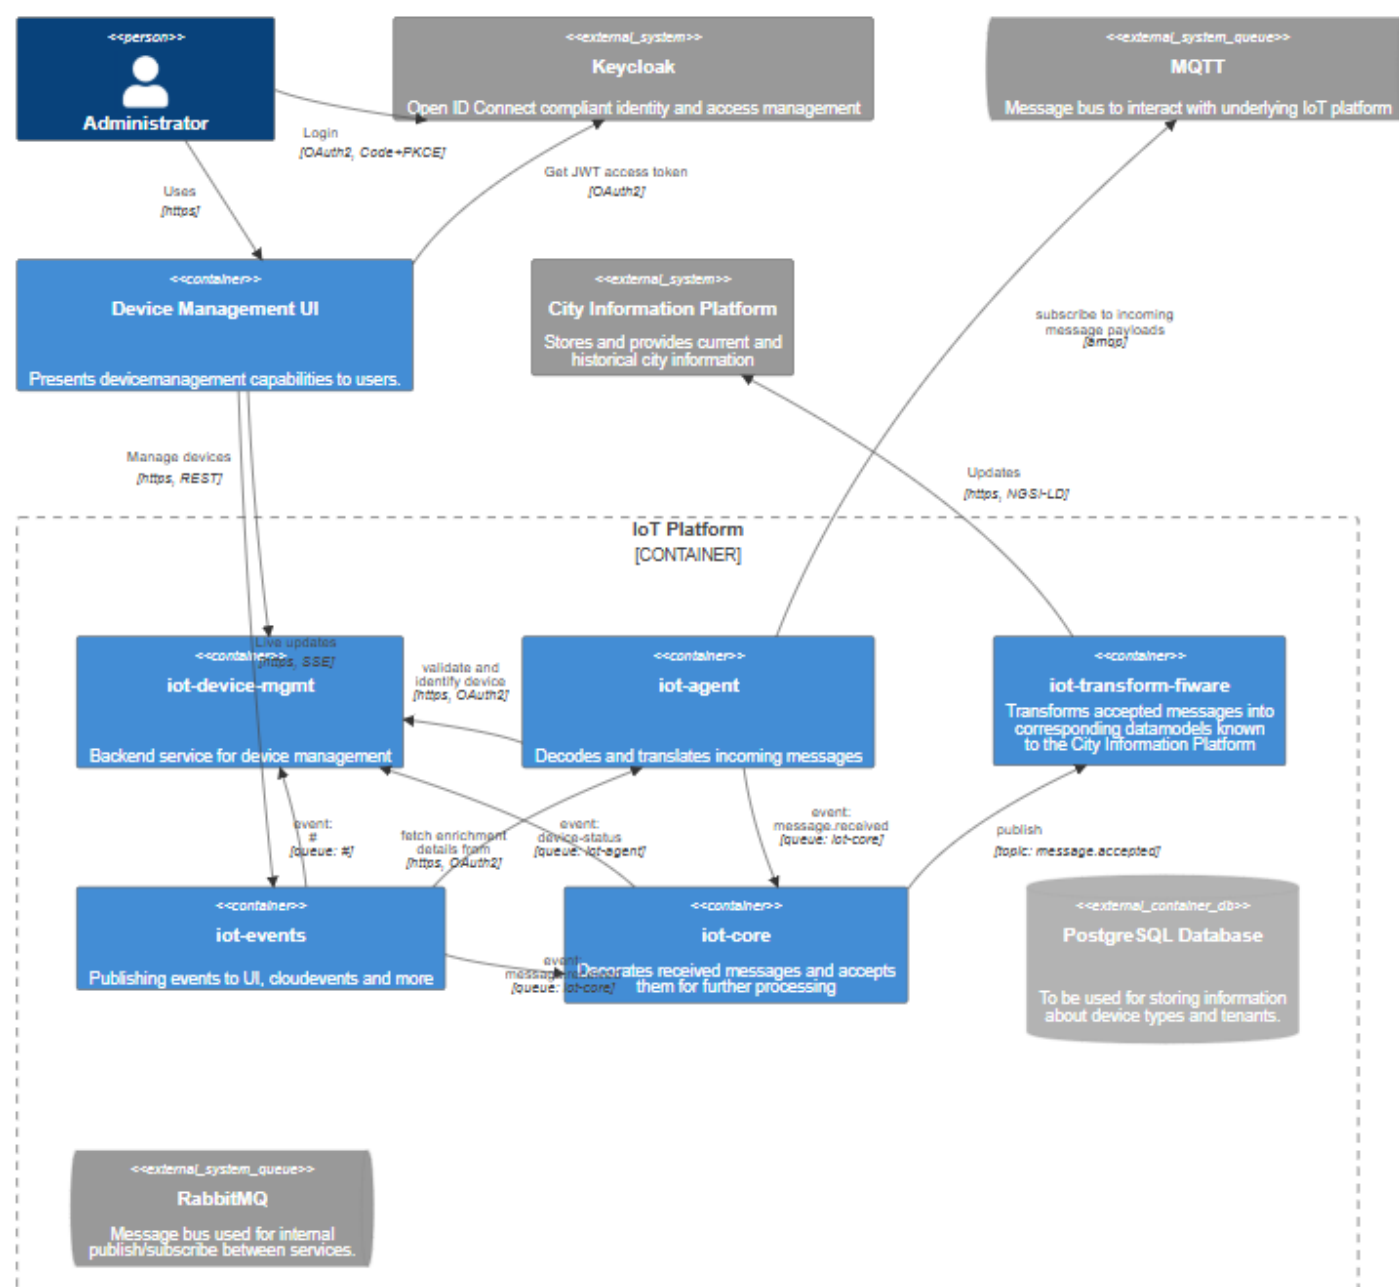 <<person>>
Administrator
<<external_system>>
Keycloak
Open ID Connect compliant identity and access management
<<external_system_queue>>
MQTT
Message bus to interact with underlying IoT platform
Login
[OAuth2, Code+PKCE]
Get JWT access token
[OAuth2]
Uses
[https]
<<container>>
Device Management UI
Presents devicemanagement capabilities to users.
<<external_system>>
City Information Platform
Stores and provides current and
historical city information
subscribe to incoming
message payloads
[amqp]
Manage devices
[https, REST]
Updates
[https, NGSI-LD]
IoT Platform
[CONTAINER]
Live updates
[https, SSE]
<<container>>
iot-device-mgmt
Backend service for device management
validate and
identify device
[https, OAuth2]
<<container>>
iot-agent
Decodes and translates incoming messages
<<container>>
iot-transform-fiware
Transforms accepted messages into
corresponding datamodels known
to the City Information Platform
event:
#
[queue: #]
fetch enrichment
details from
[https, OAuth2]
event:
device-status
[queue: iot-agent]
event:
message.received
[queue: iot-core]
publish
[topic: message.accepted]
<<container>>
iot-events
Publishing events to UI, cloudevents and more
event:
message.received
[queue: iot-core]
<<container>>
iot-core
Decorates received messages and accepts
them for further processing
<<external_container_db>>
PostgreSQL Database
To be used for storing information
about device types and tenants.
<<external_system_queue>>
RabbitMQ
Message bus used for internal
publish/subscribe between services.